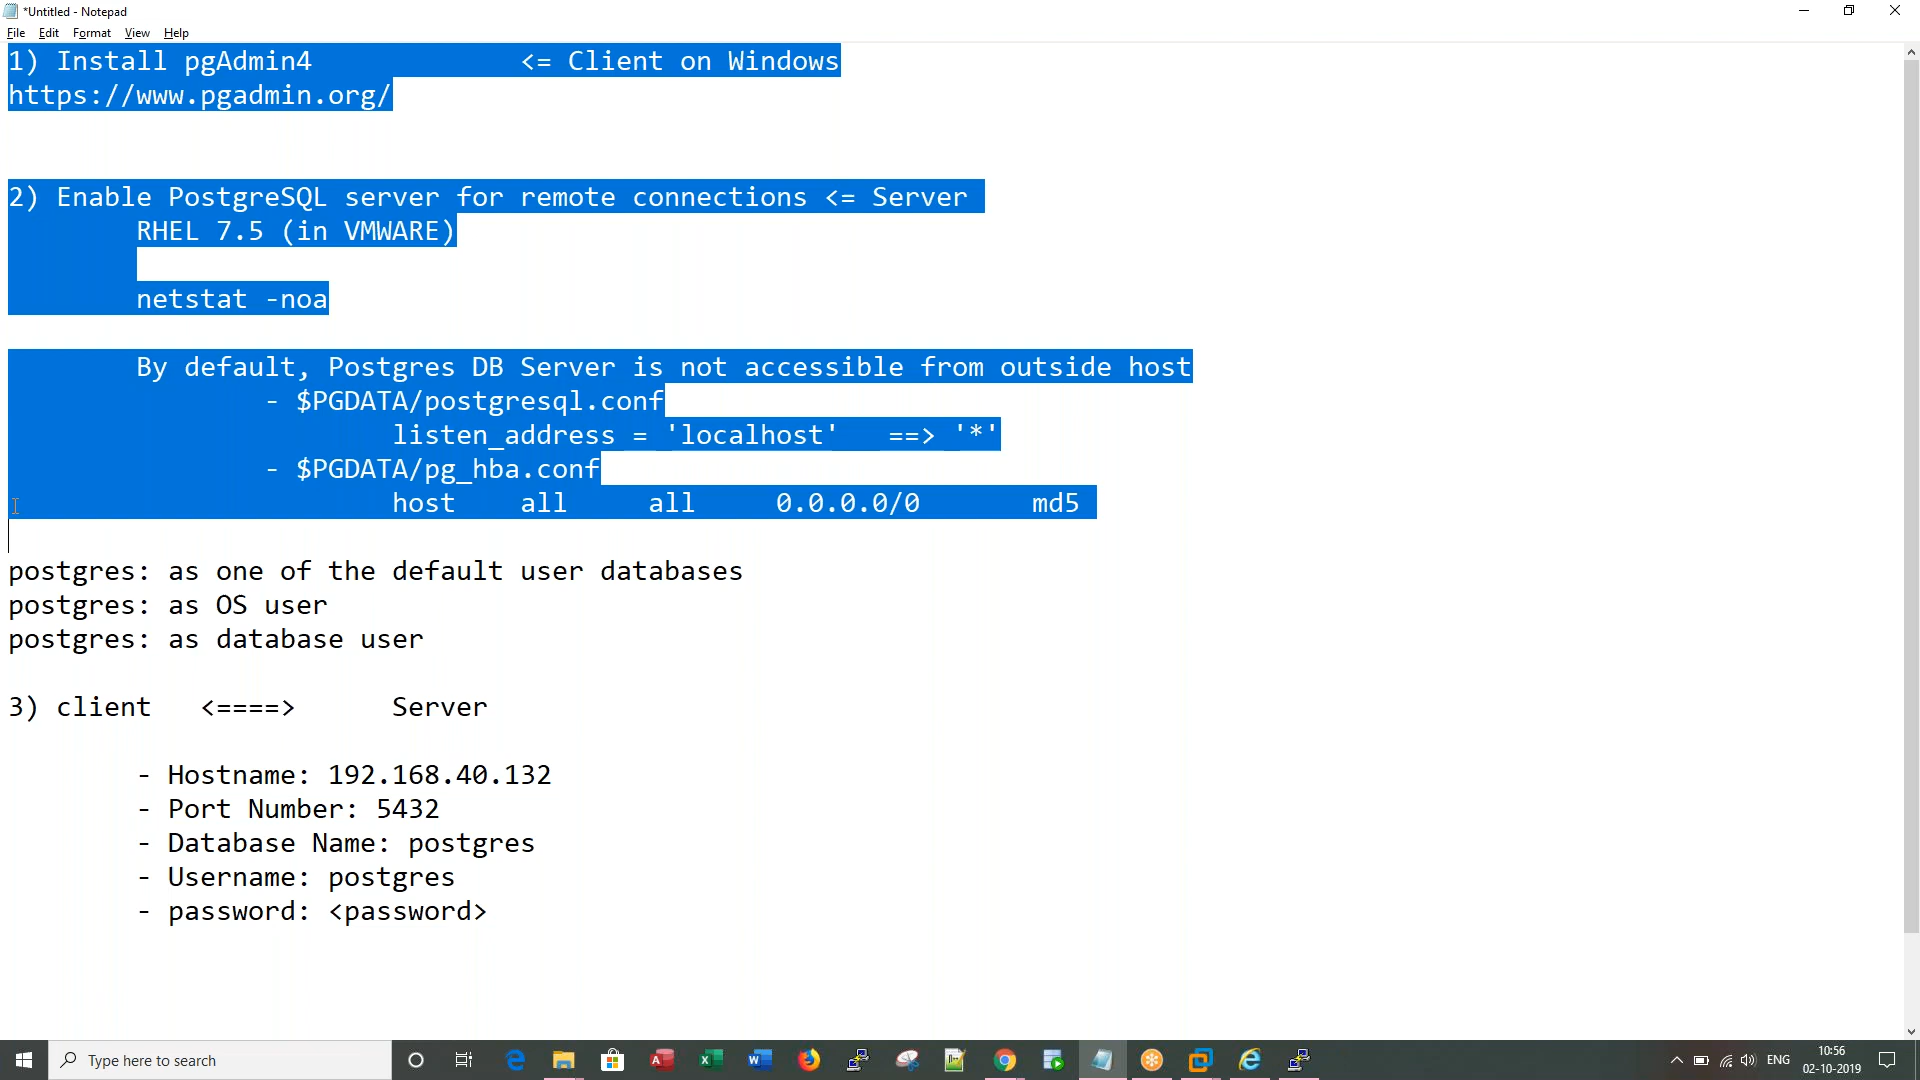 *Untitled - Notepad
File Edit Format View Help
1) Install pgAdmin4 <= Client on Windows
https://www.pgadmin.org/
2) Enable PostgreSQL server for remote connections <= Server
RHEL 7.5 (in VMWARE)
netstat -noa
By default, Postgres DB Server is not accessible from outside host
- $PGDATA/postgresql.conf
listen_address = 'localhost' ==> '*'
- $PGDATA/pg_hba.conf
host all all 0.0.0.0/0 md5
postgres: as one of the default user databases
postgres: as OS user
postgres: as database user
3) client <====> Server
- Hostname: 192.168.40.132
- Port Number: 5432
- Database Name: postgres
- Username: postgres
- password: <password>
Type here to search
ENG
10:56
02-10-2019